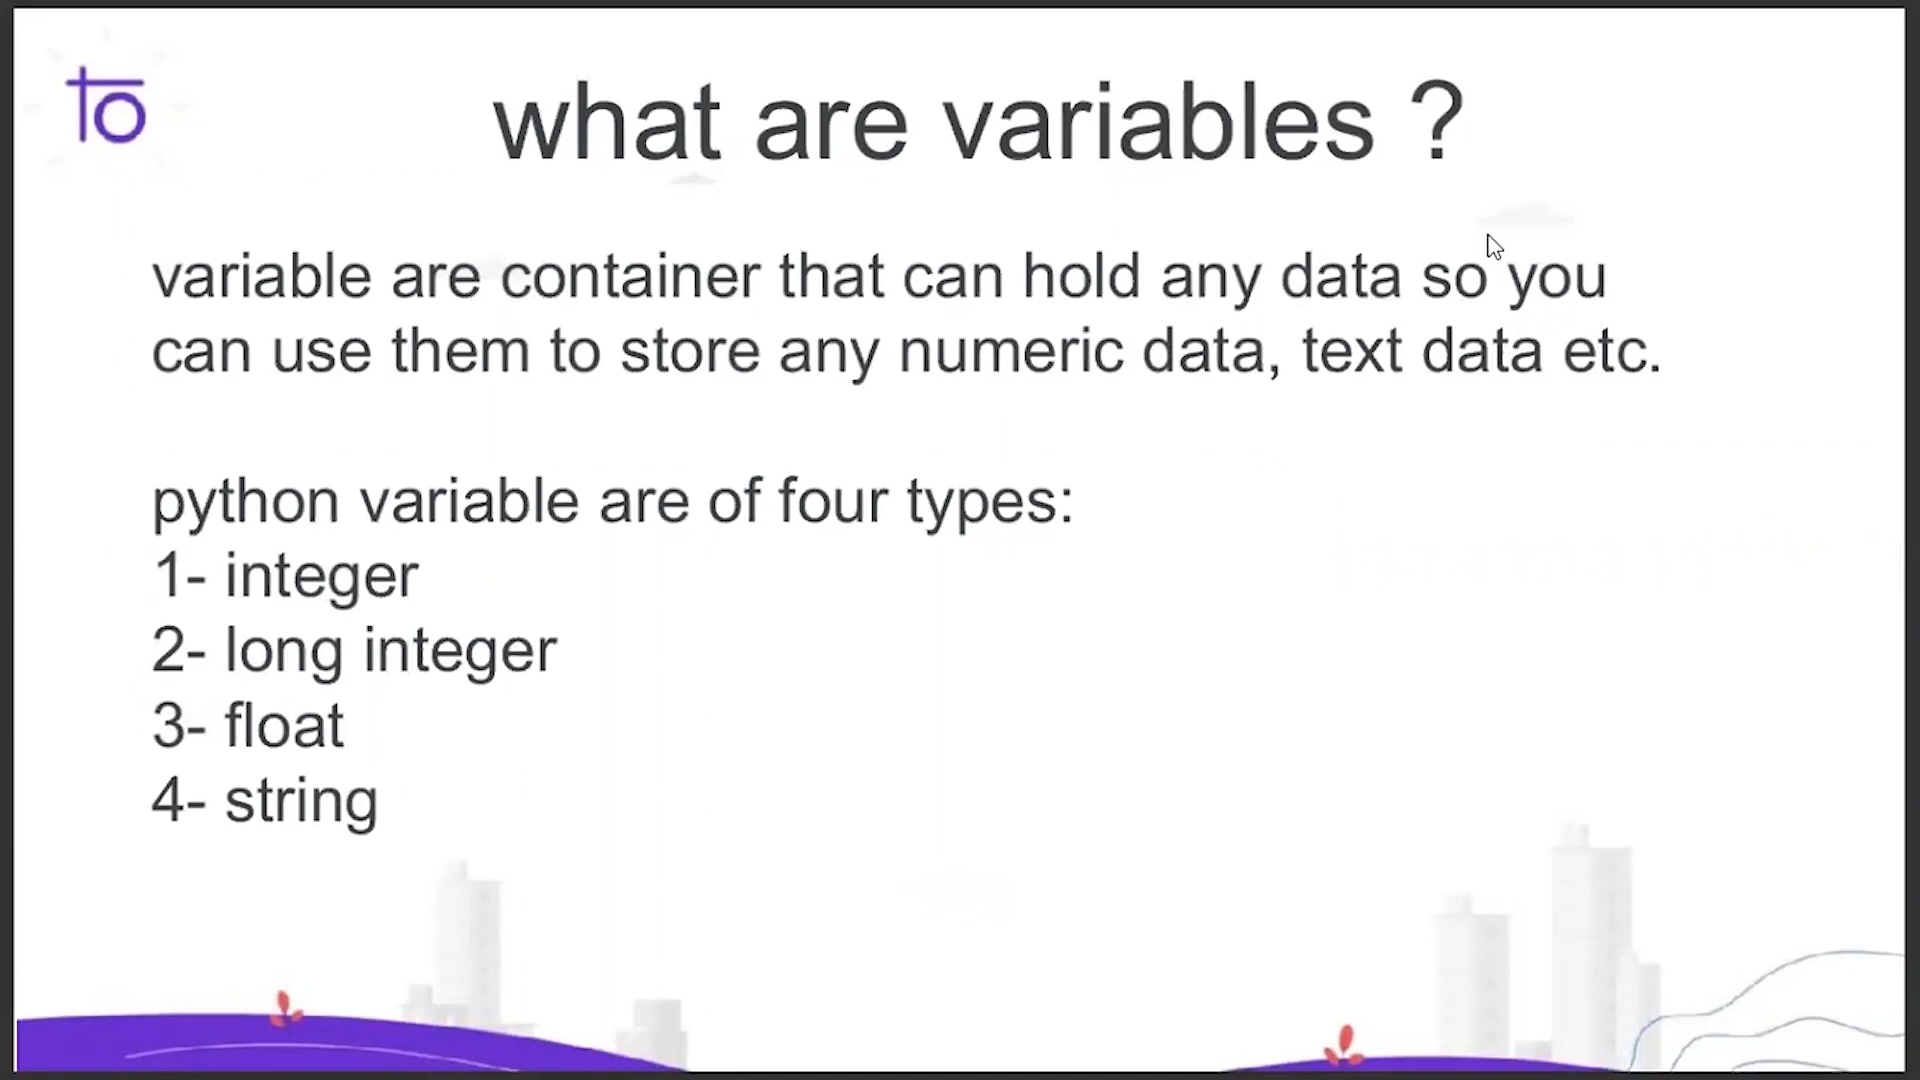 to
what are variables ?
variable are container that can hold any data so you
can use them to store any numeric data, text data etc.
python variable are of four types:
1- integer
2- long integer
3- float
4- string